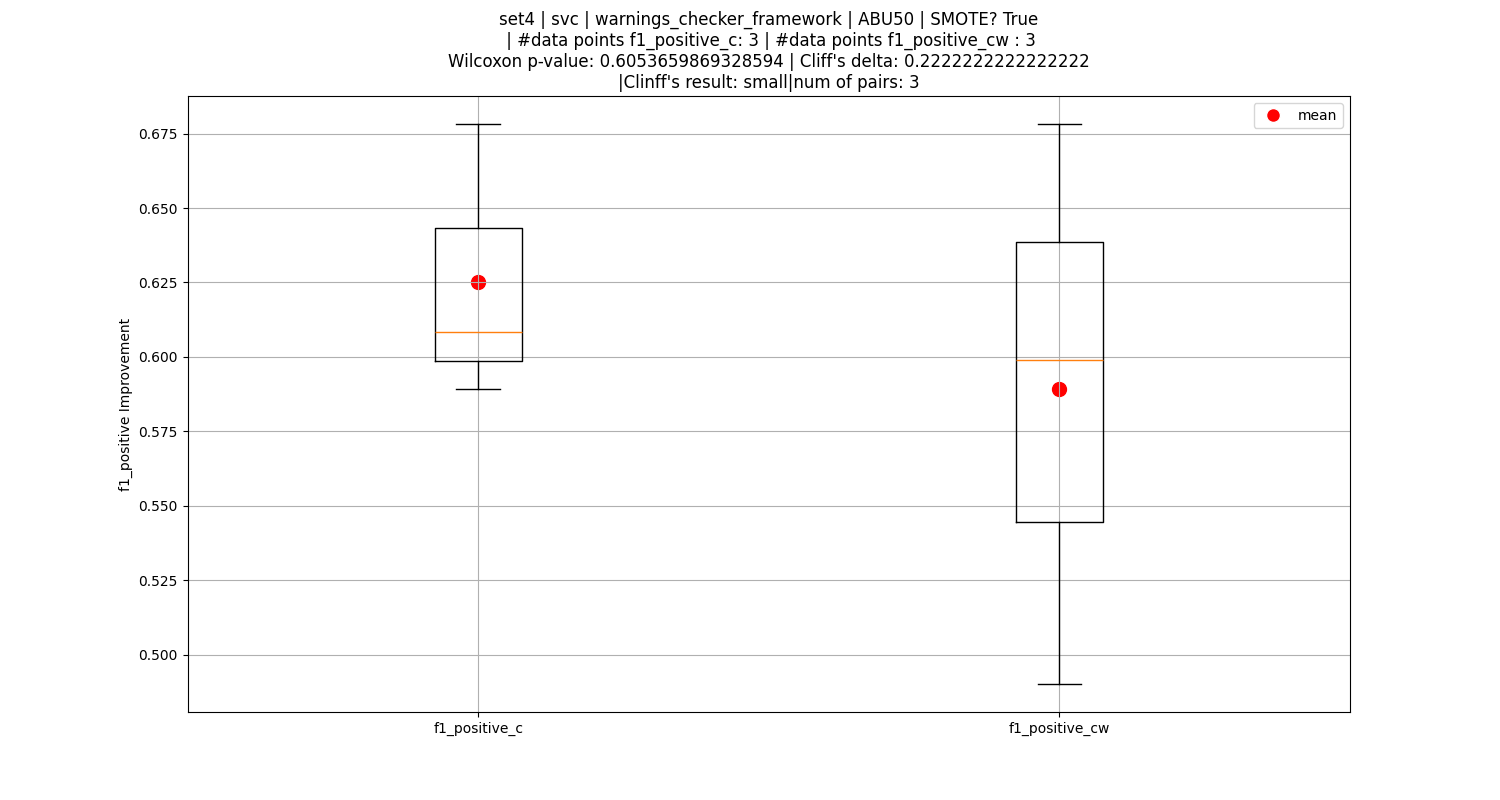 set4 | svc | warnings_checker_framework | ABU50 | SMOTE? True
| #data points f1_positive_c: 3 | #data points f1_positive_cw : 3
Wilcoxon p-value: 0.6053659869328594 | Cliff's delta: 0.2222222222222222
|Clinff's result: small|num of pairs: 3
mean
0.675
0.650
0.625
0.600
0.575
0.550
0.525
0.500
f1_positive Improvement
f1_positive_c
f1_positive_cw